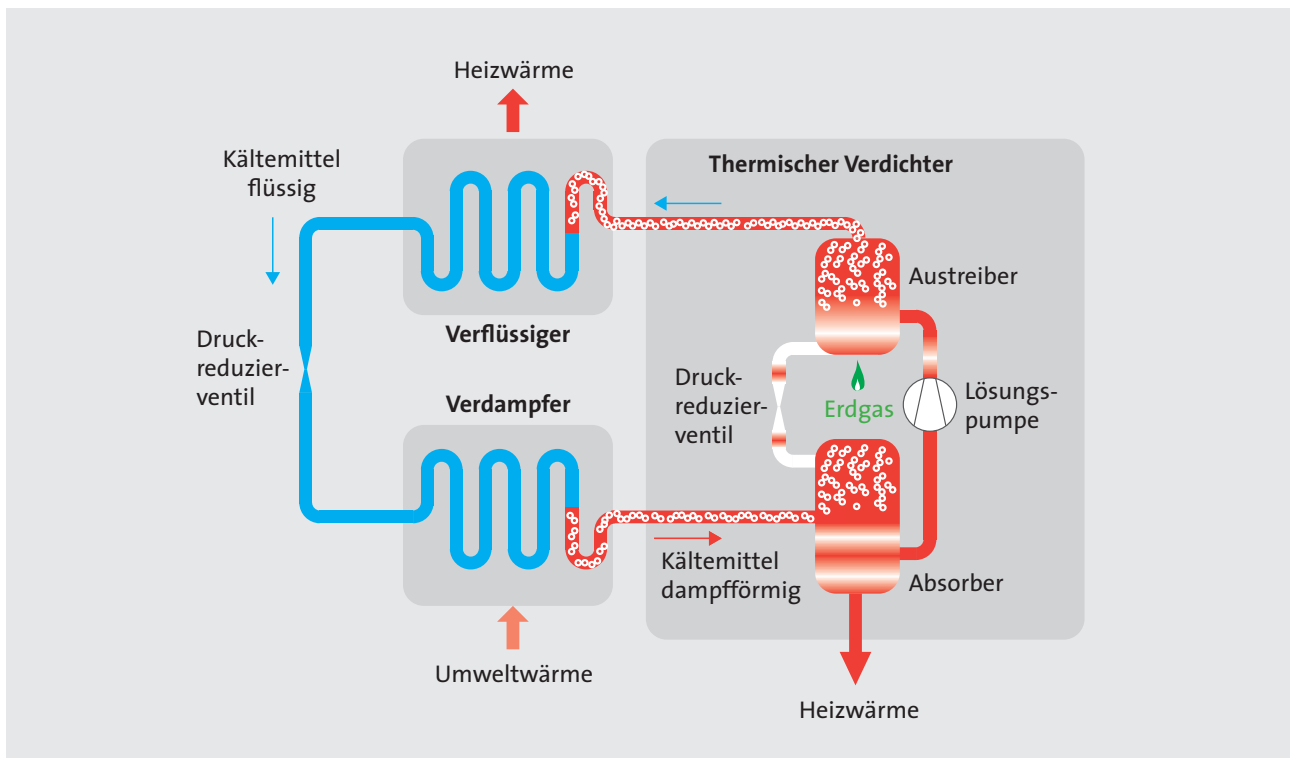 Heizwärme
Kältemittel
flüssig
Thermischer Verdichter
Austreiber
Verflüssiger
Druck-
reduzier-
ventil
Druck-
reduzier-
ventil
Erdgas
Lösungs-
pumpe
Verdampfer
Kältemittel
dampfförmig
Absorber
Umweltwärme
Heizwärme